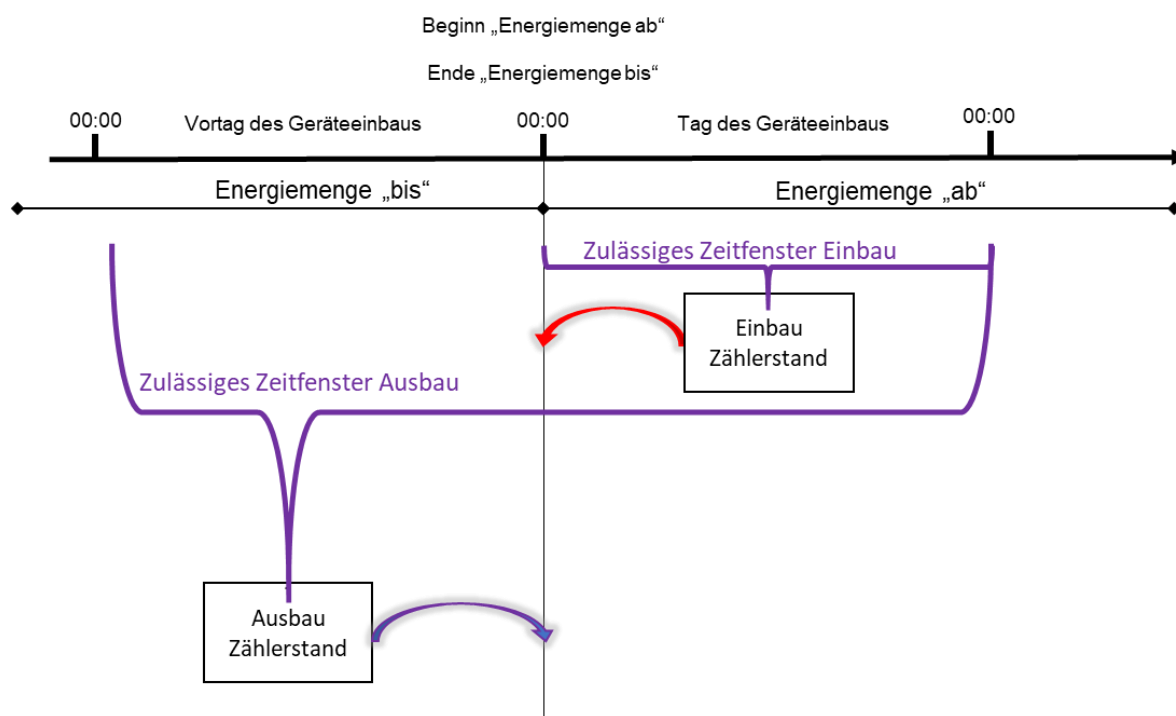 Beginn „Energiemenge ab“
Ende „Energiemenge bis“
00:00 Vortag des Geräteeinbaus 00:00 Tag des Geräteeinbaus 00:00
Energiemenge „bis“ Energiemenge „ab“
Zulässiges Zeitfenster Einbau
Einbau
Zählerstand
Zulässiges Zeitfenster Ausbau
Ausbau
Zählerstand